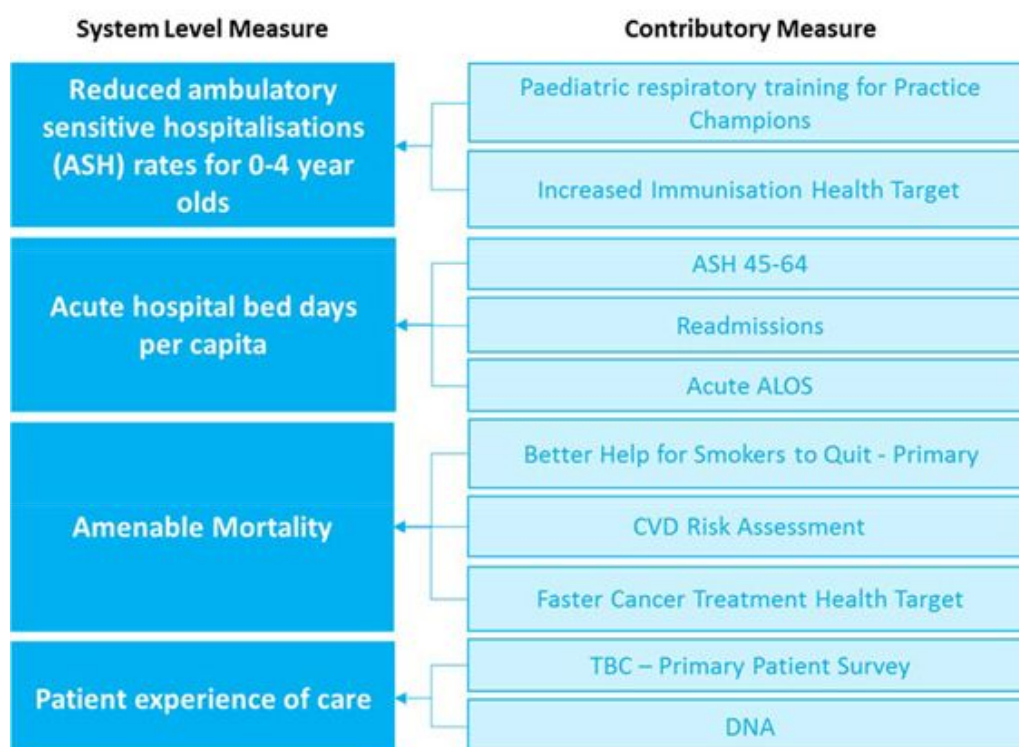 System Level Measure
Contributory Measure
Reduced ambulatory
sensitive hospitalisations
(ASH) rates for 0-4 year
olds
Paediatric respiratory training for Practice
Champions
Increased Immunisation Health Target
Acute hospital bed days
per capita
ASH 45-64
Readmissions
Acute ALOS
Amenable Mortality
Better Help for Smokers to Quit - Primary
CVD Risk Assessment
Faster Cancer Treatment Health Target
Patient experience of care
TBC – Primary Patient Survey
DNA